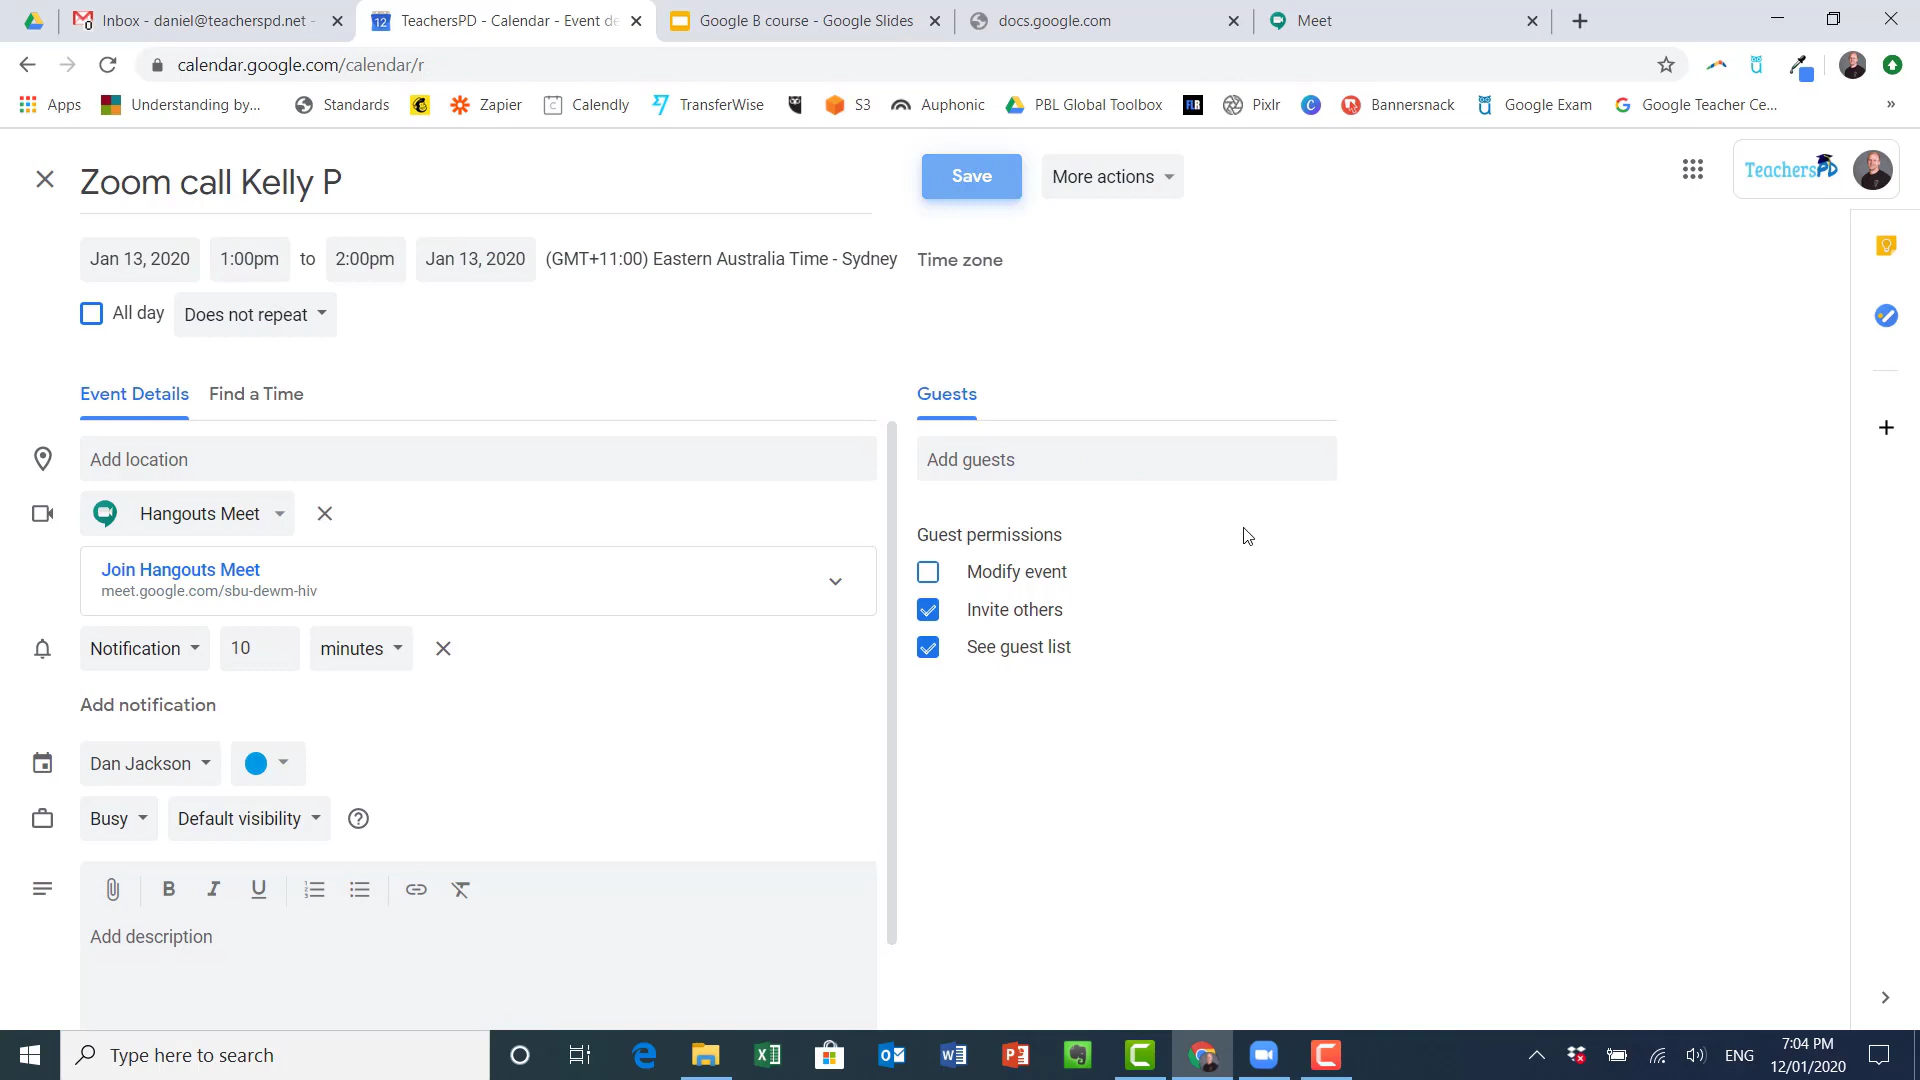 Inbox - daniel@teacherspd.net -
TeachersPD - Calendar - Event de
Google B course - Google Slides
docs.google.com
Meet
calendar.google.com/calendar/r
Apps
Understanding by...
Standards
Zapier
Calendly
TransferWise
S3
Auphonic
PBL Global Toolbox
FLR
Pixlr
Bannersnack
Google Exam
Google Teacher Ce...
»
Zoom call Kelly P
Save
More actions
TeachersPD
Jan 13, 2020
1:00pm
to
2:00pm
Jan 13, 2020
(GMT+11:00) Eastern Australia Time - Sydney
Time zone
All day
Does not repeat
Event Details
Find a Time
Guests
Add location
Add guests
Hangouts Meet
Guest permissions
Join Hangouts Meet
meet.google.com/sbu-dewm-hiv
Modify event
Invite others
See guest list
Notification
10
minutes
Add notification
Dan Jackson
Busy
Default visibility
B I U
Add description
Type here to search
ENG
7:04 PM
12/01/2020